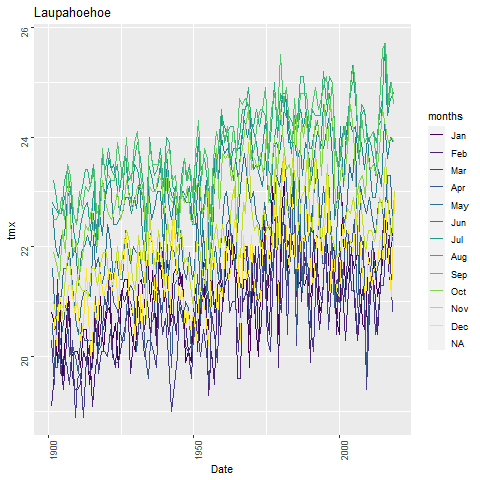 Laupahoehoe
tmx
26
24
22
20
1900
1950
2000
Date
months
Jan
Feb
Mar
Apr
May
Jun
Jul
Aug
Sep
Oct
Nov
Dec
NA